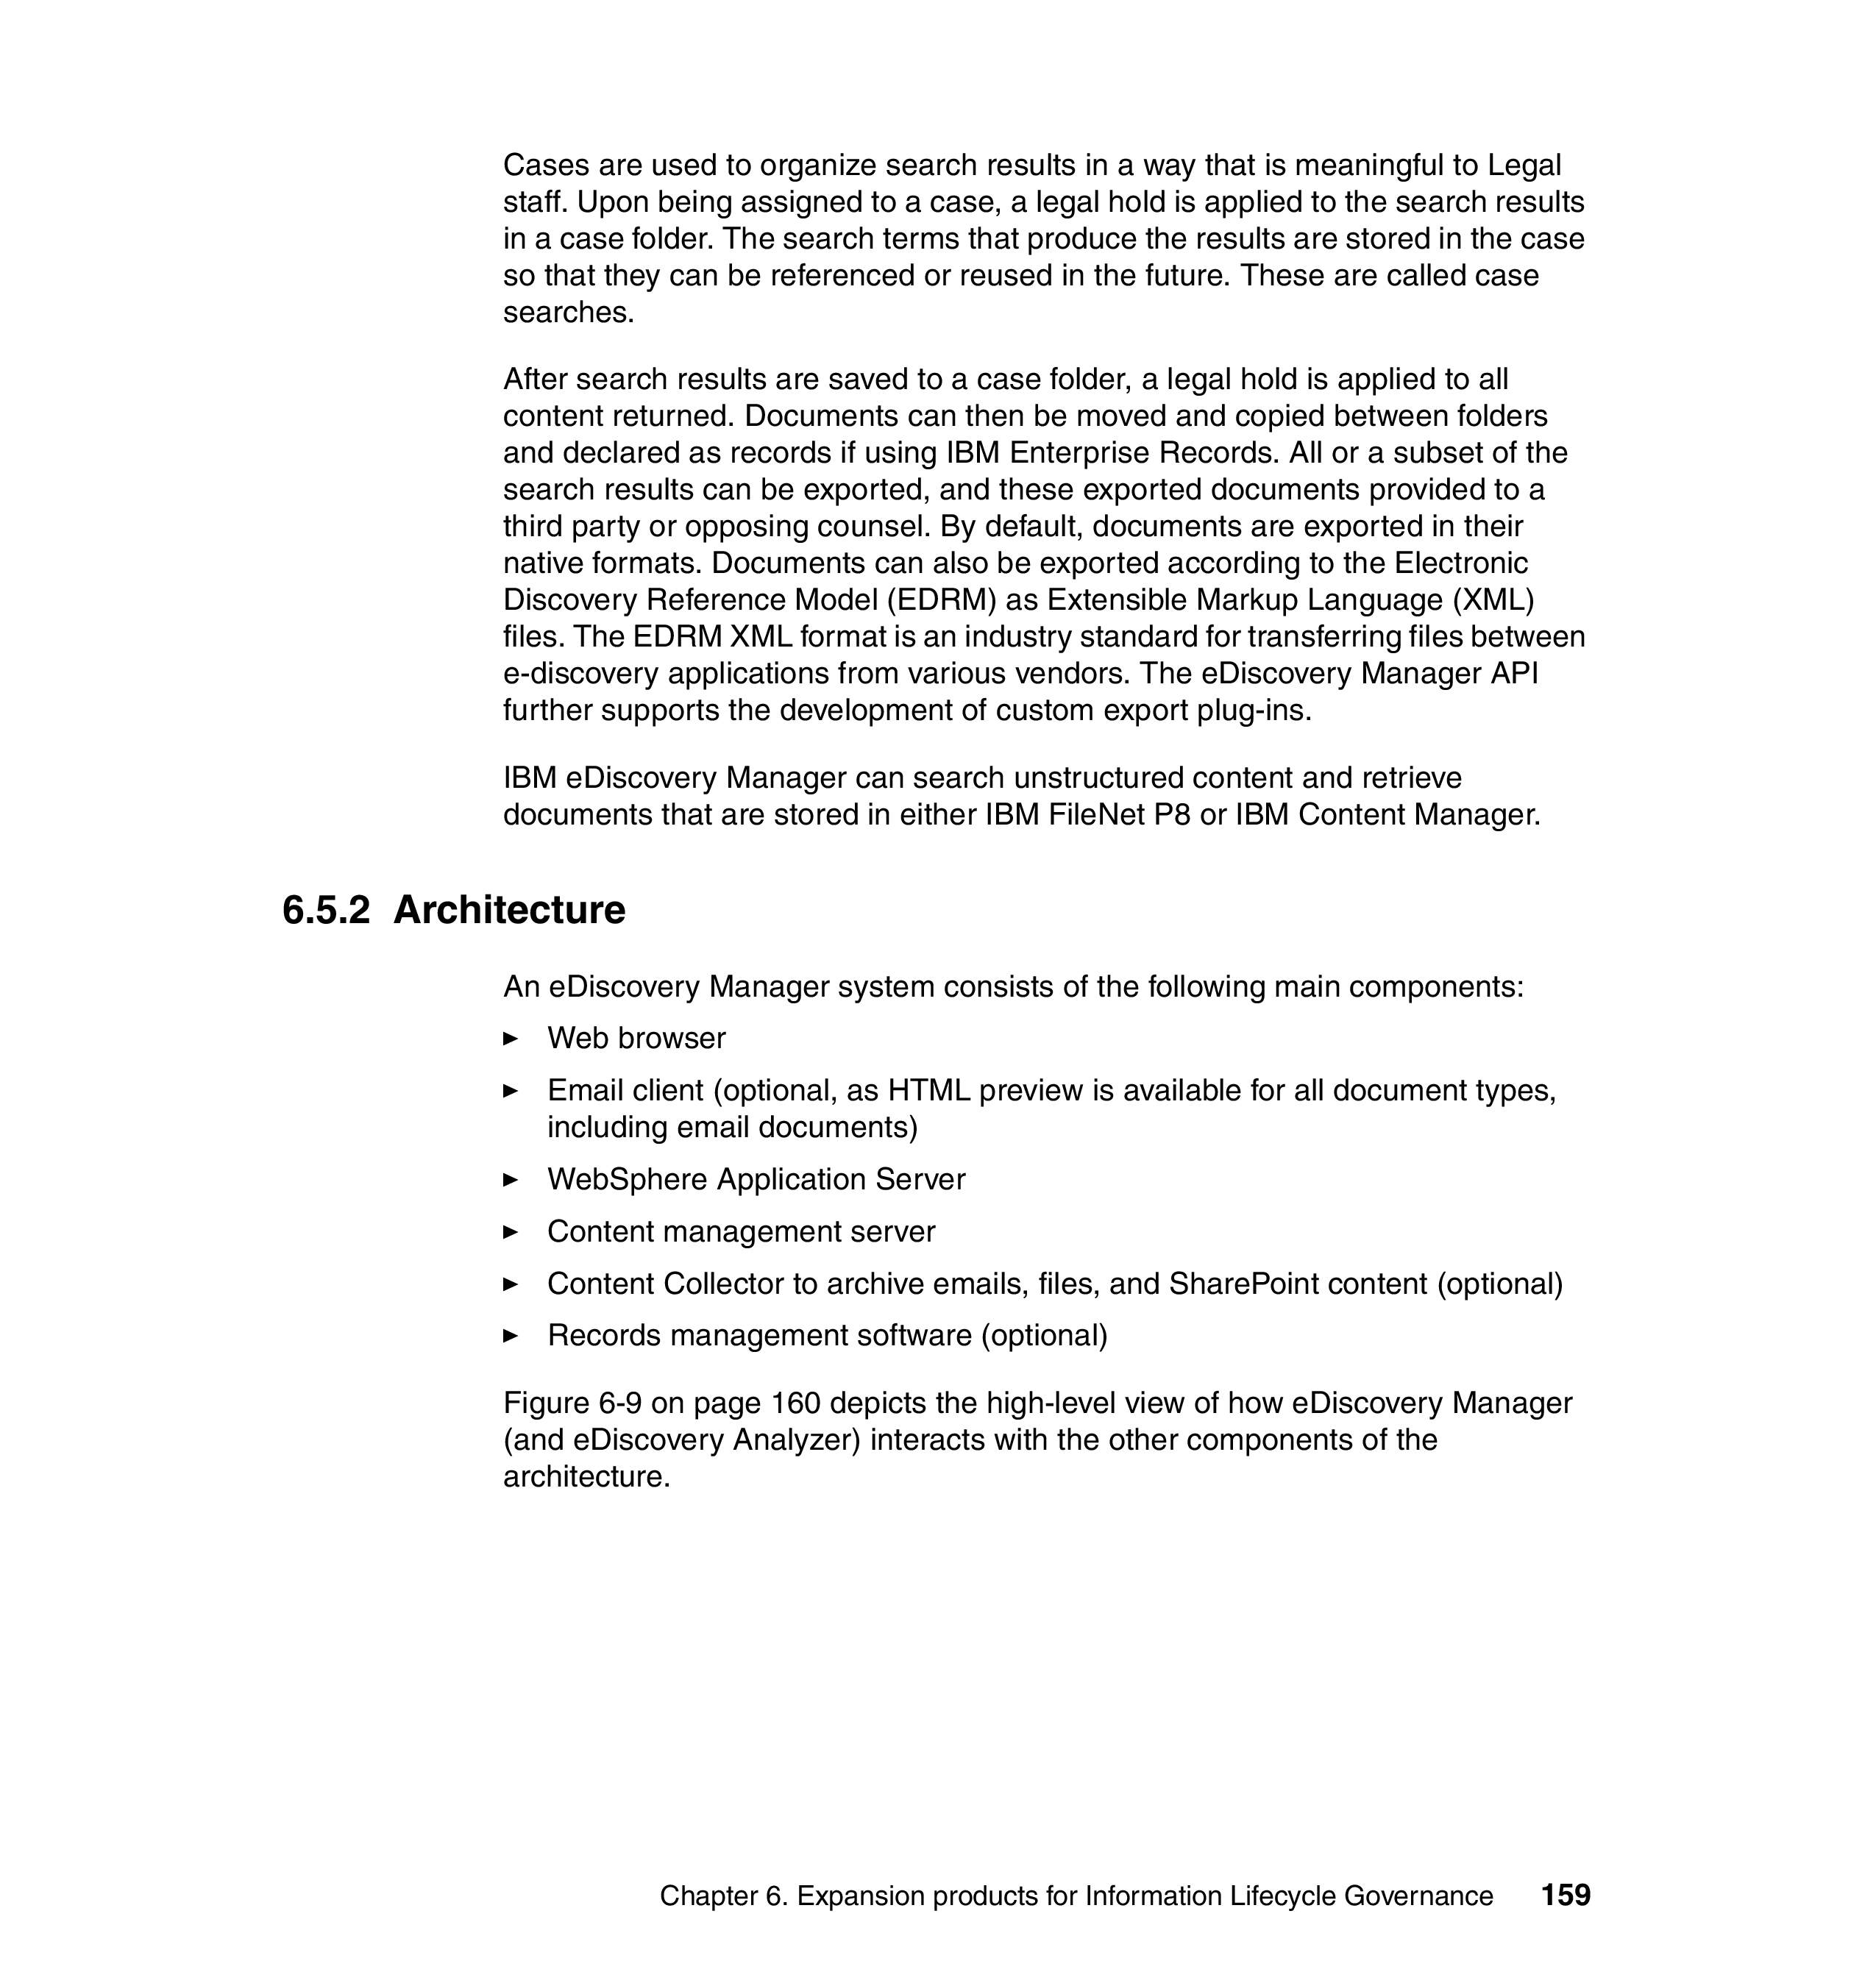 Cases are used to organize search results in a way that is meaningful to Legal
staff. Upon being assigned to a case, a legal hold is applied to the search results
in a case folder. The search terms that produce the results are stored in the case
so that they can be referenced or reused in the future. These are called case
searches.
After search results are saved to a case folder, a legal hold is applied to all
content returned. Documents can then be moved and copied between folders
and declared as records if using IBM Enterprise Records. All or a subset of the
search results can be exported, and these exported documents provided to a
third party or opposing counsel. By default, documents are exported in their
native formats. Documents can also be exported according to the Electronic
Discovery Reference Model (EDRM) as Extensible Markup Language (XML)
files. The EDRM XML format is an industry standard for transferring files between
e-discovery applications from various vendors. The eDiscovery Manager API
further supports the development of custom export plug-ins.
IBM eDiscovery Manager can search unstructured content and retrieve
documents that are stored in either IBM FileNet P8 or IBM Content Manager.
6.5.2 Architecture
An eDiscovery Manager system consists of the following main components:
► Web browser
► Email client (optional, as HTML preview is available for all document types,
including email documents)
► WebSphere Application Server
► Content management server
► Content Collector to archive emails, files, and SharePoint content (optional)
► Records management software (optional)
Figure 6-9 on page 160 depicts the high-level view of how eDiscovery Manager
(and eDiscovery Analyzer) interacts with the other components of the
architecture.
Chapter 6. Expansion products for Information Lifecycle Governance 159